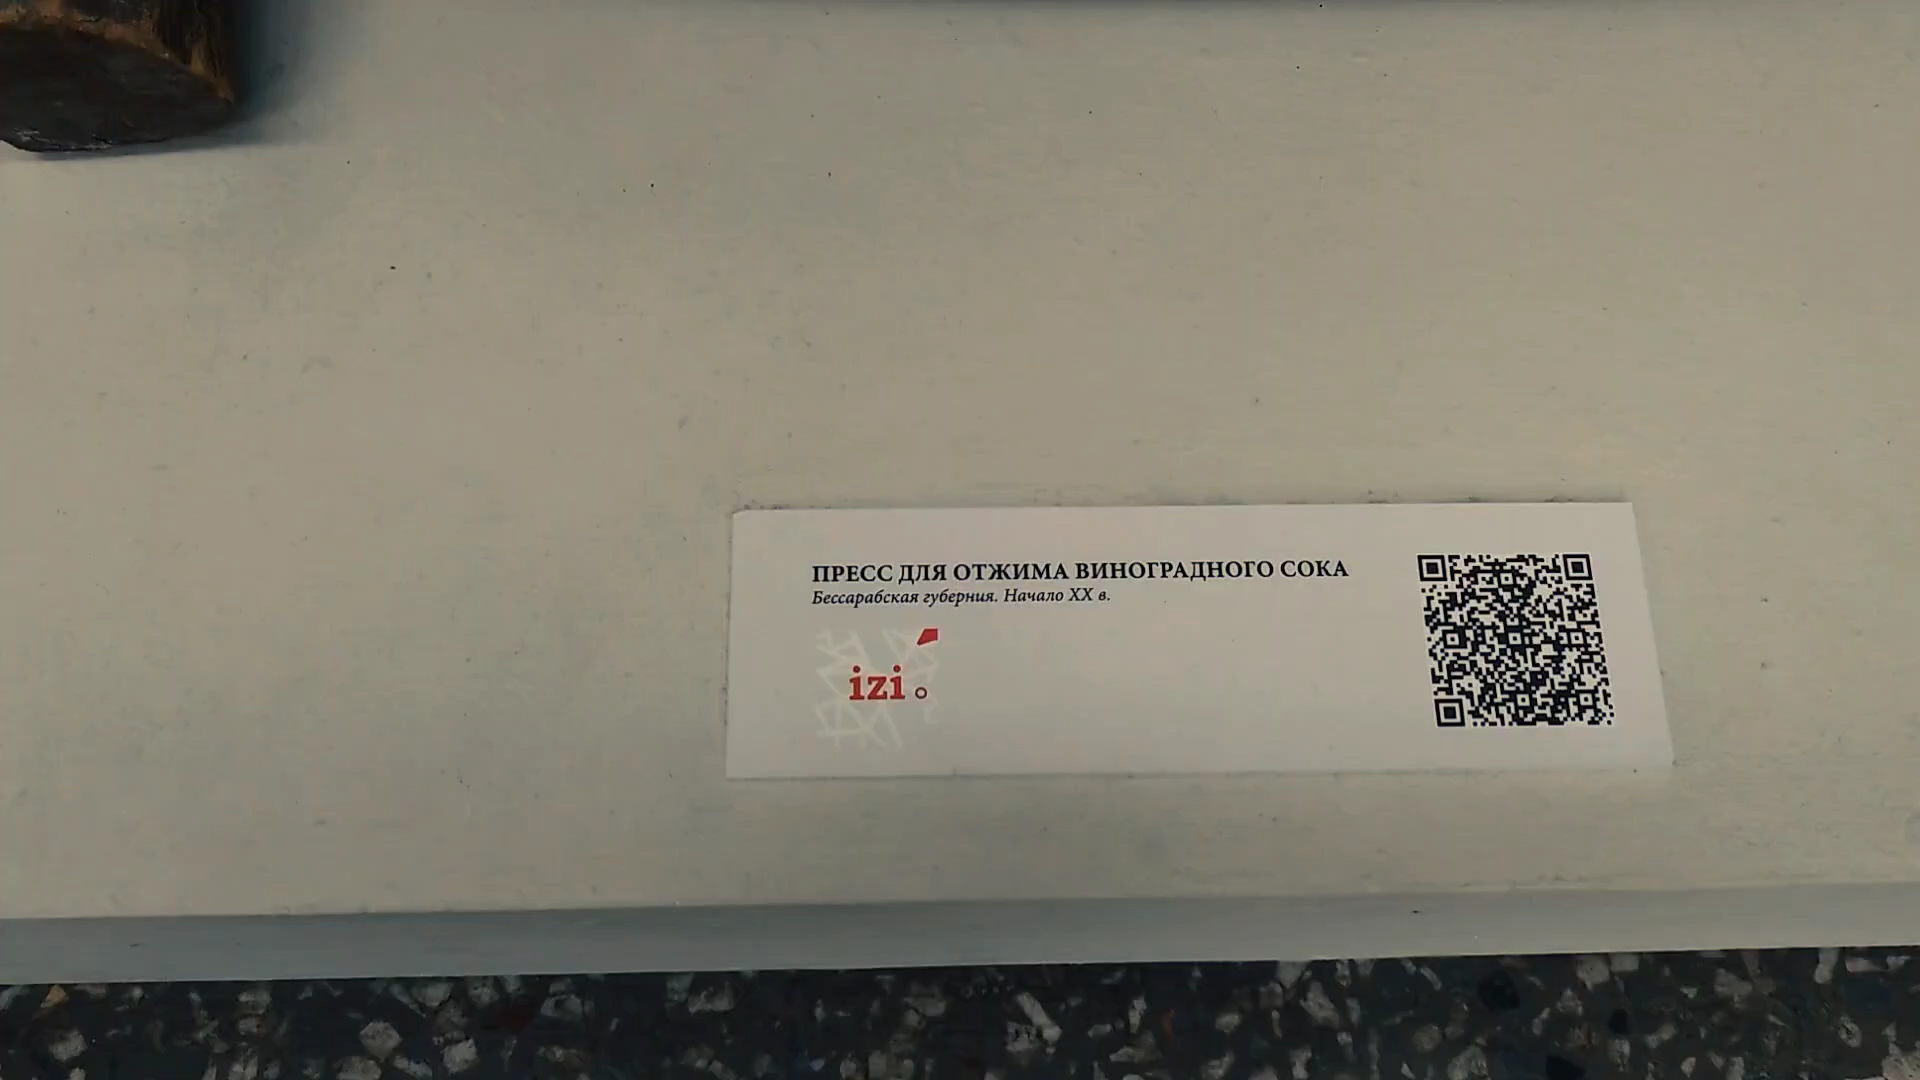 ПРЕСС ДЛЯ ОТЖИМА ВИНОГРАДНОГО СОКА
Бессарабская губерния. Начало XX в.
izi